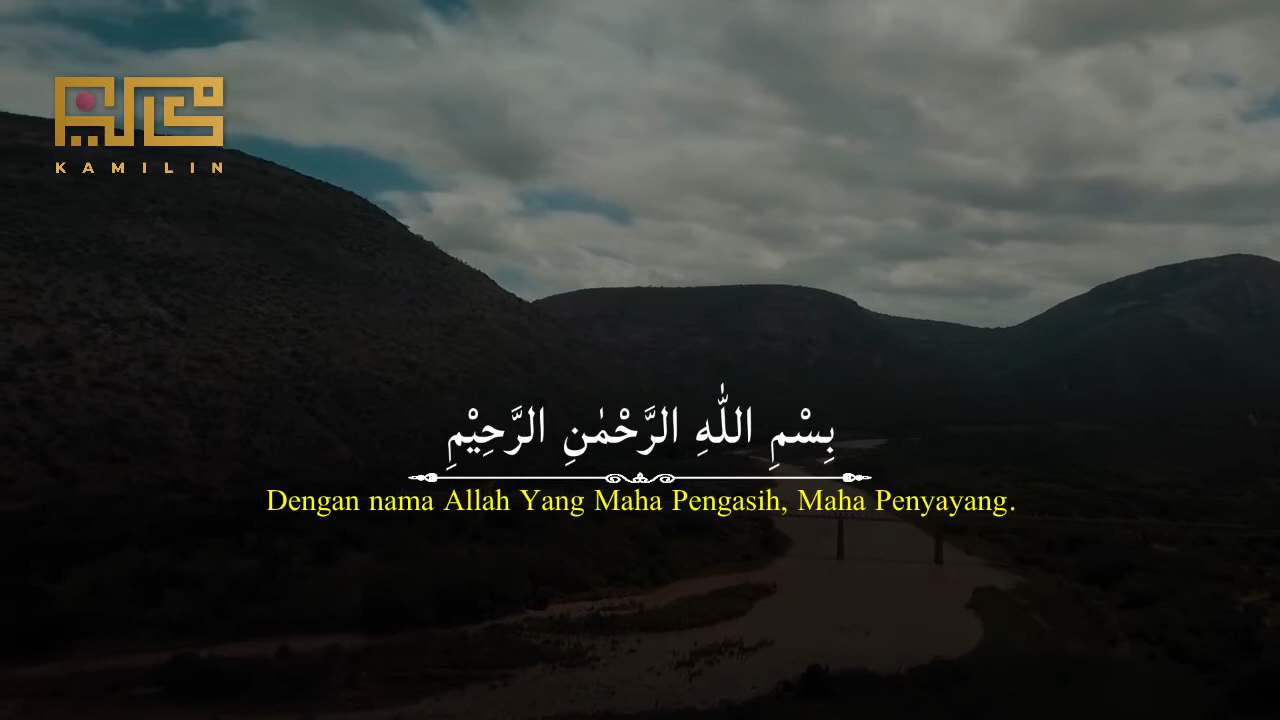 KAMILIN
بِسْمِ اللّٰهِ الرَّحْمٰنِ الرَّحِيْمِ
Dengan nama Allah Yang Maha Pengasih, Maha Penyayang.